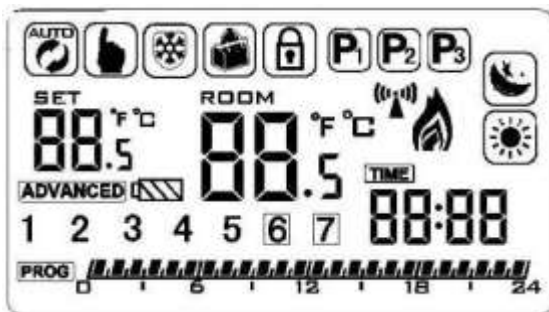 AUTO P1 P2 P3
SET ROOM
88.5 °F °C 88.5 °F °C
ADVANCED TIME
1 2 3 4 5 6 7 88:88
PROG
0 6 12 18 24